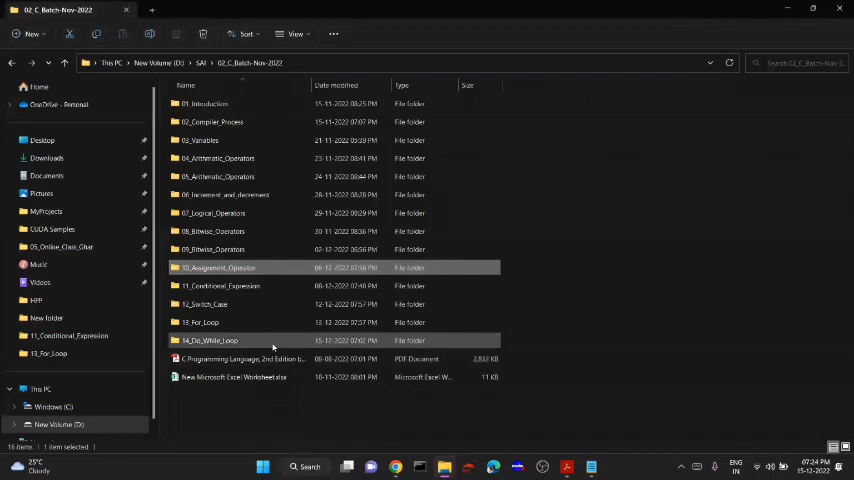 02_C_Batch-Nov-2022
New
Sort
View
This PC > New Volume (D:) > SAI > 02_C_Batch-Nov-2022
Search 02_C_Batch-Nov-2022
Name Date modified Type Size
Home
OneDrive - Personal
Desktop
Downloads
Documents
Pictures
MyProjects
CUDA Samples
05_Online_Class_Ghar
Music
Videos
HPP
New folder
11_Conditional_Expression
13_For_Loop
This PC
Windows (C:)
New Volume (D:)
01_Introduction 15-11-2022 08:25 PM File folder
02_Compiler_Process 15-11-2022 07:07 PM File folder
03_Variables 21-11-2022 05:39 PM File folder
04_Arithmatic_Operators 23-11-2022 08:41 PM File folder
05_Arithmatic_Operators 24-11-2022 08:44 PM File folder
06_Increment_and_decrement 28-11-2022 08:28 PM File folder
07_Logical_Operators 29-11-2022 08:29 PM File folder
08_Bitwise_Operators 30-11-2022 08:36 PM File folder
09_Bitwise_Operators 02-12-2022 06:56 PM File folder
10_Assignment_Operator 06-12-2022 07:58 PM File folder
11_Conditional_Expression 08-12-2022 07:48 PM File folder
12_Switch_Case 12-12-2022 07:57 PM File folder
13_For_Loop 13-12-2022 07:57 PM File folder
14_Do_While_Loop 15-12-2022 07:02 PM File folder
C Programming Language, 2nd Edition b... 08-08-2022 07:01 PM PDF Document 2,833 KB
New Microsoft Excel Worksheet.xlsx 18-11-2022 08:01 PM Microsoft Excel W... 11 KB
16 items 1 item selected
25°C
Cloudy
Search
ENG
IN
07:24 PM
15-12-2022